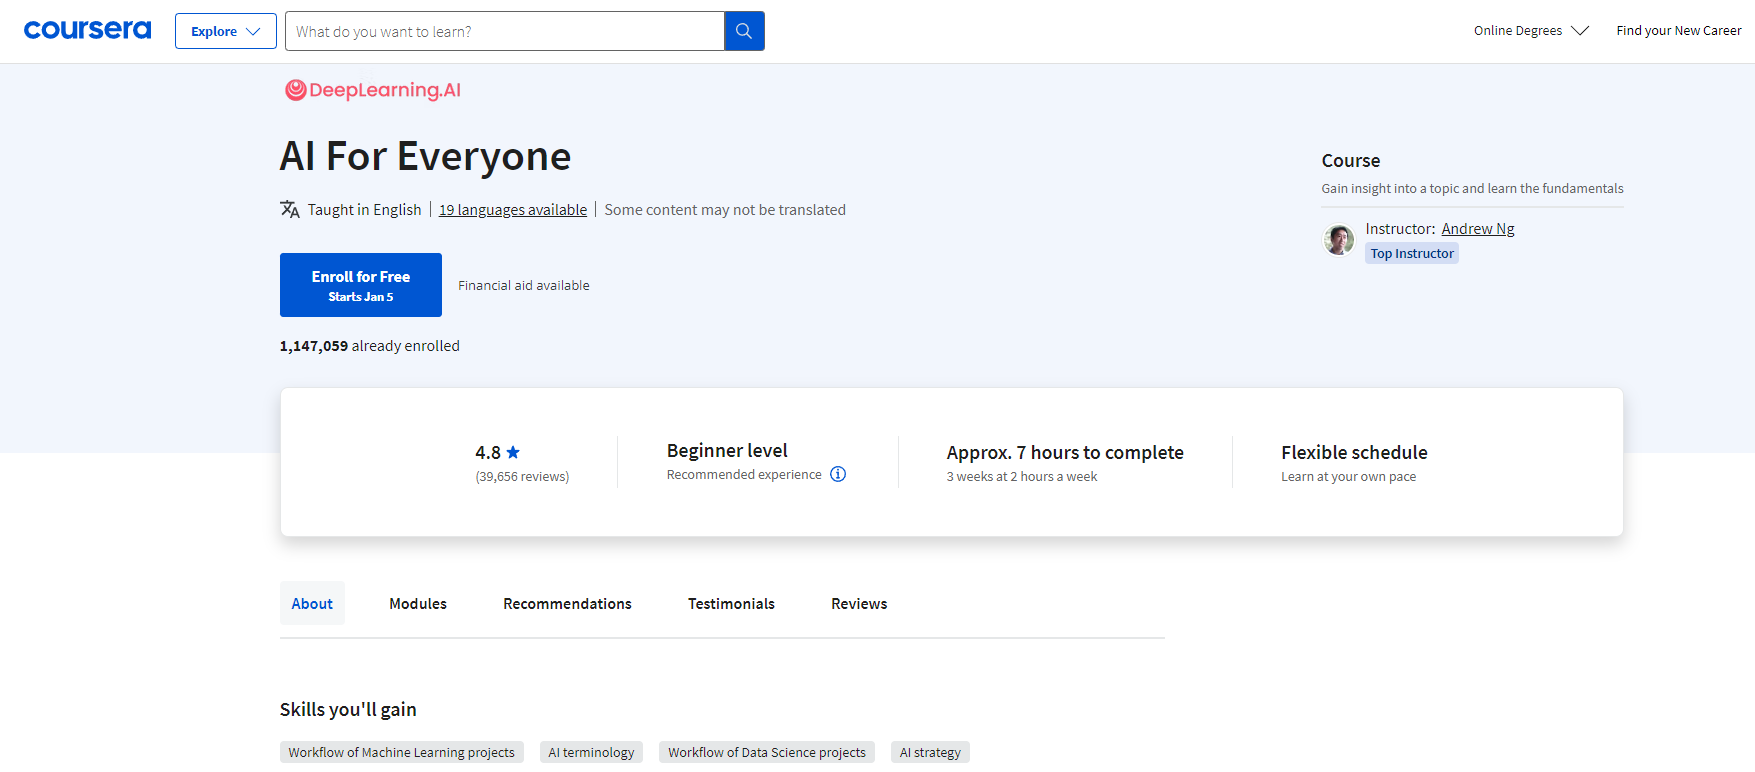 coursera
Explore
What do you want to learn?
Online Degrees
Find your New Career
DeepLearning.AI
AI For Everyone
Taught in English | 19 languages available | Some content may not be translated
Enroll for Free
Starts Jan 5
Financial aid available
1,147,059 already enrolled
Course
Gain insight into a topic and learn the fundamentals
Instructor: Andrew Ng
Top Instructor
4.8
(39,656 reviews)
Beginner level
Recommended experience
Approx. 7 hours to complete
3 weeks at 2 hours a week
Flexible schedule
Learn at your own pace
About
Modules
Recommendations
Testimonials
Reviews
Skills you'll gain
Workflow of Machine Learning projects
AI terminology
Workflow of Data Science projects
AI strategy